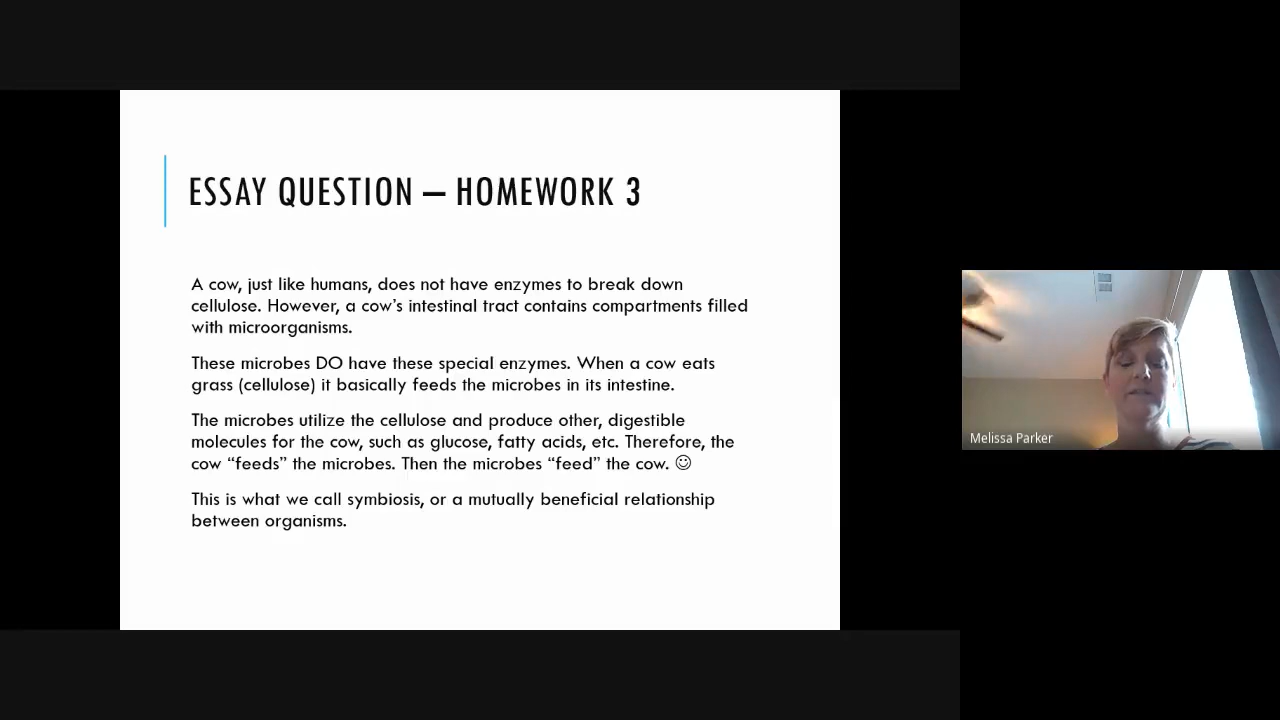 ESSAY QUESTION – HOMEWORK 3
A cow, just like humans, does not have enzymes to break down
cellulose. However, a cow's intestinal tract contains compartments filled
with microorganisms.
These microbes DO have these special enzymes. When a cow eats
grass (cellulose) it basically feeds the microbes in its intestine.
The microbes utilize the cellulose and produce other, digestible
molecules for the cow, such as glucose, fatty acids, etc. Therefore, the
cow “feeds” the microbes. Then the microbes “feed” the cow. ☺
This is what we call symbiosis, or a mutually beneficial relationship
between organisms.
Melissa Parker